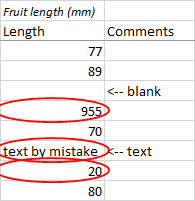 Fruit length (mm)
Length Comments
77
89
<-- blank
955
70
text by mistake <-- text
20
80